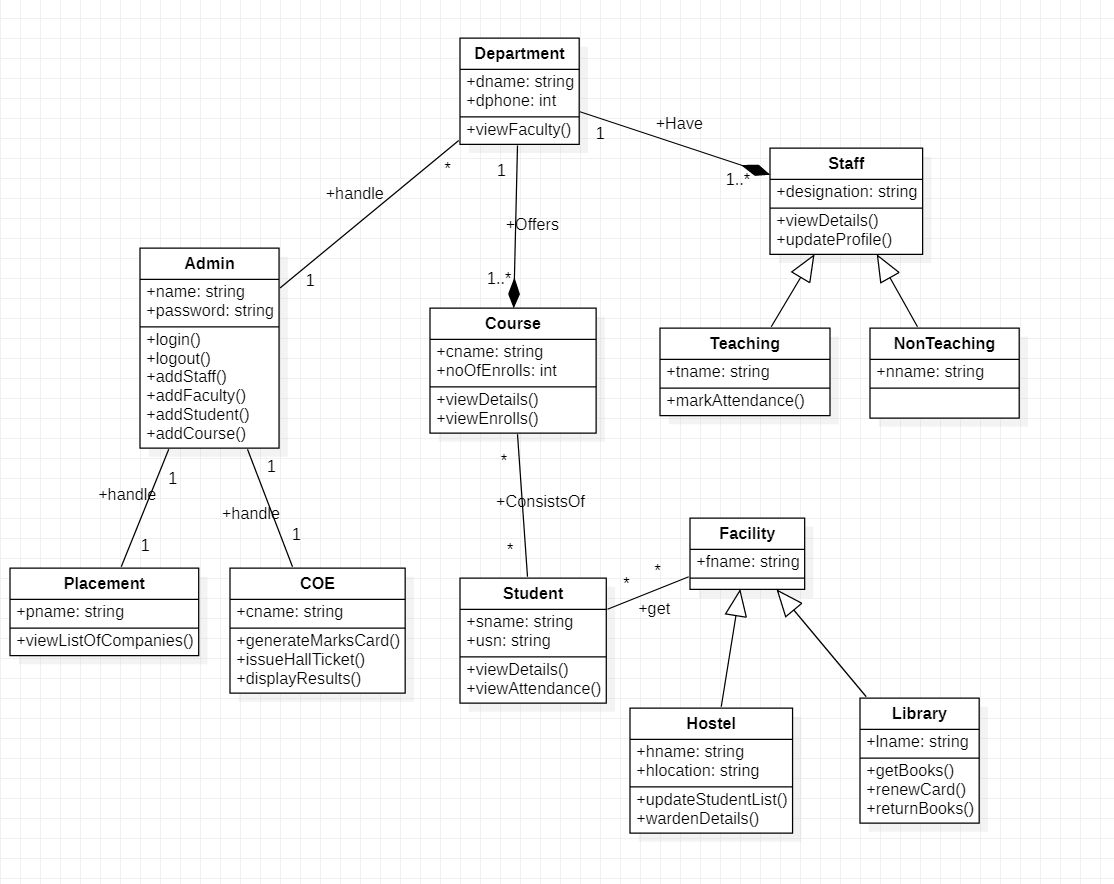 Department
+dname: string
+dphone: int
+viewFaculty()
+Have
1
1..*
Staff
+designation: string
+viewDetails()
+updateProfile()
*
+handle
1
1
+Offers
1..*
Admin
+name: string
+password: string
+login()
+logout()
+addStaff()
+addFaculty()
+addStudent()
+addCourse()
Course
+cname: string
+noOfEnrolls: int
+viewDetails()
+viewEnrolls()
Teaching
+tname: string
+markAttendance()
NonTeaching
+nname: string
1
+handle
1
1
+handle
1
*
+ConsistsOf
*
Placement
+pname: string
+viewListOfCompanies()
COE
+cname: string
+generateMarksCard()
+issueHallTicket()
+displayResults()
Student
+sname: string
+usn: string
+viewDetails()
+viewAttendance()
*
*
+get
Facility
+fname: string
Hostel
+hname: string
+hlocation: string
+updateStudentList()
+wardenDetails()
Library
+lname: string
+getBooks()
+renewCard()
+returnBooks()